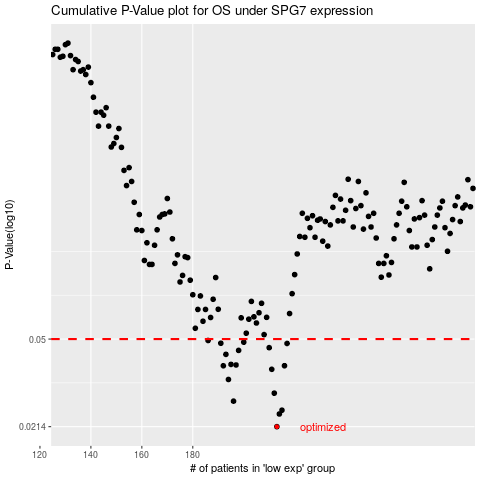 Cumulative P-Value plot for OS under SPG7 expression
P-Value(log10)
0.05
0.0214
optimized
120 140 160 180
# of patients in 'low exp' group